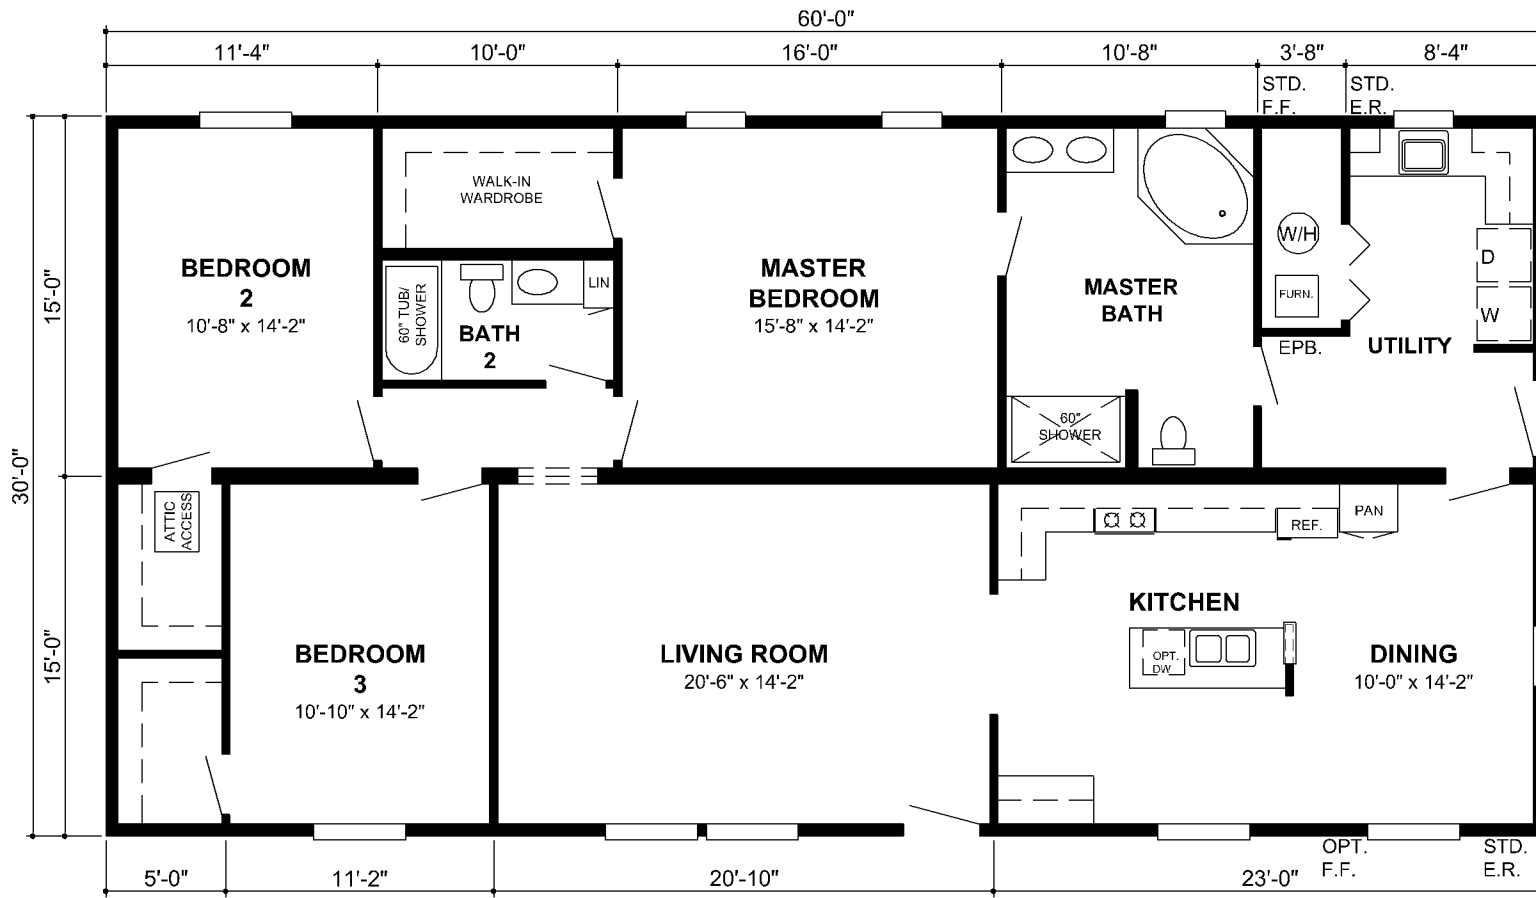 60'-0"
11'-4"
10'-0"
16'-0"
10'-8"
3'-8"
8'-4"
STD.
F.F.
STD.
E.R.
WALK-IN
WARDROBE
W/H
BEDROOM
2
10'-8" x 14'-2"
MASTER
BEDROOM
15'-8" x 14'-2"
D
LIN
FURN.
MASTER
BATH
15'-0"
60" TUB/
SHOWER
BATH
2
W
EPB.
UTILITY
60"
SHOWER
30'-0"
ATTIC
ACCESS
PAN
REF.
KITCHEN
15'-0"
BEDROOM
3
10'-10" x 14'-2"
LIVING ROOM
20'-6" x 14'-2"
OPT.
DW
DINING
10'-0" x 14'-2"
OPT.
F.F.
STD.
E.R.
5'-0"
11'-2"
20'-10"
23'-0"